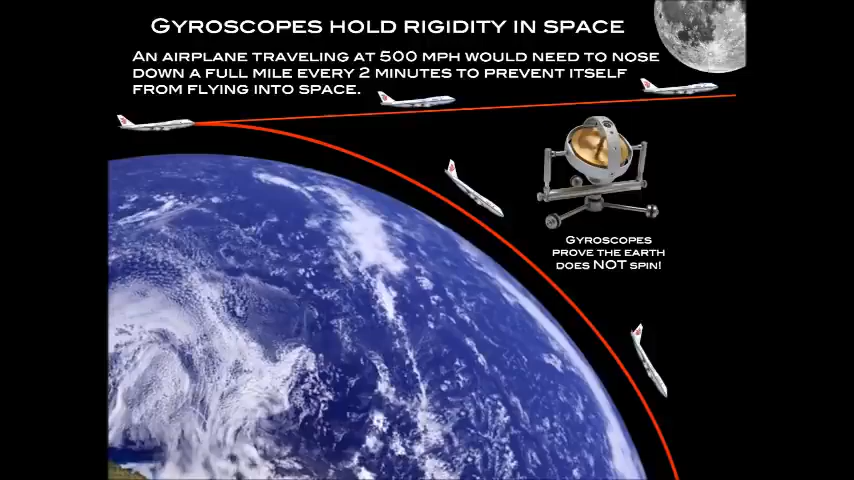 Gyroscopes hold rigidity in space
An airplane traveling at 500 mph would need to nose
down a full mile every 2 minutes to prevent itself
from flying into space.
Gyroscopes
prove the earth
does NOT spin!